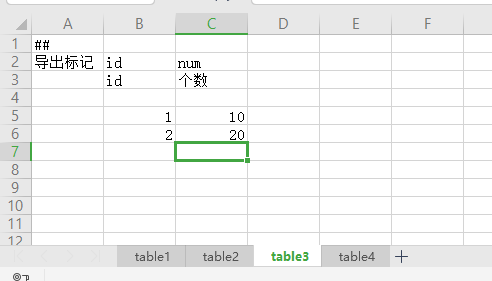 A B C D E F
1 ##
2 导出标记 id num
3 id 个数
4
5 1 10
6 2 20
7
8
9
10
11
12
table1 table2 table3 table4